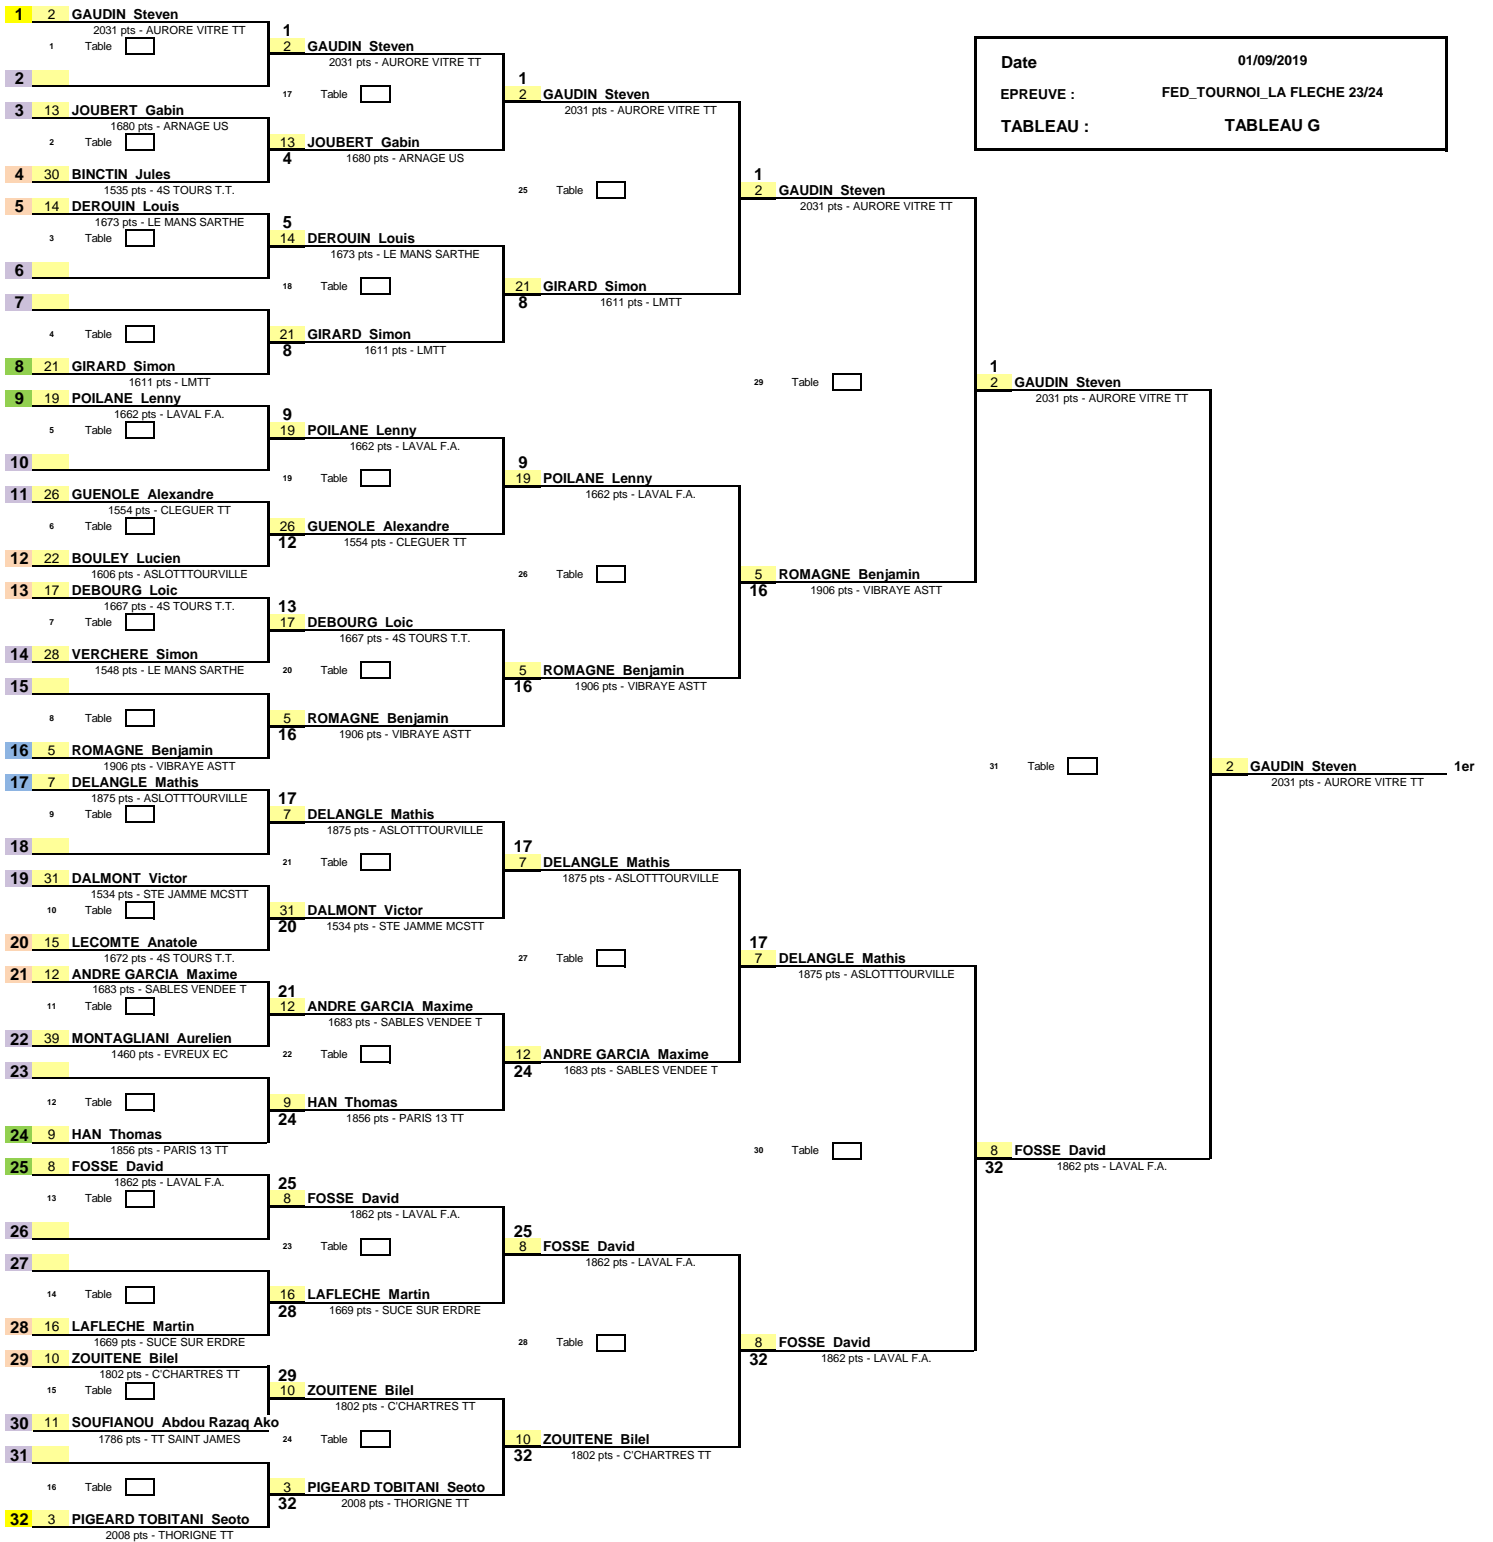 Date 01/09/2019
EPREUVE : FED_TOURNOI_LA FLECHE 23/24
TABLEAU : TABLEAU G
1 2 GAUDIN Steven
2031 pts - AURORE VITRE TT
1 Table
2
3 13 JOUBERT Gabin
1680 pts - ARNAGE US
2 Table
4 30 BINCTIN Jules
1535 pts - 4S TOURS T.T.
5 14 DEROUIN Louis
1673 pts - LE MANS SARTHE
3 Table
6
7
4 Table
8 21 GIRARD Simon
1611 pts - LMTT
9 19 POILANE Lenny
1662 pts - LAVAL F.A.
5 Table
10
11 26 GUENOLE Alexandre
1554 pts - CLEGUER TT
6 Table
12 22 BOULEY Lucien
1606 pts - ASLOTTTOURVILLE
13 17 DEBOURG Loic
1667 pts - 4S TOURS T.T.
7 Table
14 28 VERCHERE Simon
1548 pts - LE MANS SARTHE
15
8 Table
16 5 ROMAGNE Benjamin
1906 pts - VIBRAYE ASTT
17 7 DELANGLE Mathis
1875 pts - ASLOTTTOURVILLE
9 Table
18
19 31 DALMONT Victor
1534 pts - STE JAMME MCSTT
10 Table
20 15 LECOMTE Anatole
1672 pts - 4S TOURS T.T.
21 12 ANDRE GARCIA Maxime
1683 pts - SABLES VENDEE T
11 Table
22 39 MONTAGLIANI Aurelien
1460 pts - EVREUX EC
23
12 Table
24 9 HAN Thomas
1856 pts - PARIS 13 TT
25 8 FOSSE David
1862 pts - LAVAL F.A.
13 Table
26
27
14 Table
28 16 LAFLECHE Martin
1669 pts - SUCE SUR ERDRE
29 10 ZOUITENE Bilel
1802 pts - C'CHARTRES TT
15 Table
30 11 SOUFIANOU Abdou Razaq Ako
1786 pts - TT SAINT JAMES
31
16 Table
32 3 PIGEARD TOBITANI Seoto
2008 pts - THORIGNE TT
1
2 GAUDIN Steven
2031 pts - AURORE VITRE TT
17 Table
13 JOUBERT Gabin
4 1680 pts - ARNAGE US
5
14 DEROUIN Louis
1673 pts - LE MANS SARTHE
18 Table
21 GIRARD Simon
8 1611 pts - LMTT
9
19 POILANE Lenny
1662 pts - LAVAL F.A.
19 Table
26 GUENOLE Alexandre
12 1554 pts - CLEGUER TT
13
17 DEBOURG Loic
1667 pts - 4S TOURS T.T.
20 Table
5 ROMAGNE Benjamin
16 1906 pts - VIBRAYE ASTT
17
7 DELANGLE Mathis
1875 pts - ASLOTTTOURVILLE
21 Table
31 DALMONT Victor
20 1534 pts - STE JAMME MCSTT
21
12 ANDRE GARCIA Maxime
1683 pts - SABLES VENDEE T
22 Table
9 HAN Thomas
24 1856 pts - PARIS 13 TT
25
8 FOSSE David
1862 pts - LAVAL F.A.
23 Table
16 LAFLECHE Martin
28 1669 pts - SUCE SUR ERDRE
29
10 ZOUITENE Bilel
1802 pts - C'CHARTRES TT
24 Table
3 PIGEARD TOBITANI Seoto
32 2008 pts - THORIGNE TT
1
2 GAUDIN Steven
2031 pts - AURORE VITRE TT
25 Table
21 GIRARD Simon
8 1611 pts - LMTT
9
19 POILANE Lenny
1662 pts - LAVAL F.A.
26 Table
5 ROMAGNE Benjamin
16 1906 pts - VIBRAYE ASTT
17
7 DELANGLE Mathis
1875 pts - ASLOTTTOURVILLE
27 Table
12 ANDRE GARCIA Maxime
24 1683 pts - SABLES VENDEE T
25
8 FOSSE David
1862 pts - LAVAL F.A.
28 Table
10 ZOUITENE Bilel
32 1802 pts - C'CHARTRES TT
1
2 GAUDIN Steven
2031 pts - AURORE VITRE TT
29 Table
5 ROMAGNE Benjamin
16 1906 pts - VIBRAYE ASTT
17
7 DELANGLE Mathis
1875 pts - ASLOTTTOURVILLE
30 Table
8 FOSSE David
32 1862 pts - LAVAL F.A.
1
2 GAUDIN Steven
2031 pts - AURORE VITRE TT
31 Table
8 FOSSE David
32 1862 pts - LAVAL F.A.
2 GAUDIN Steven 1er
2031 pts - AURORE VITRE TT